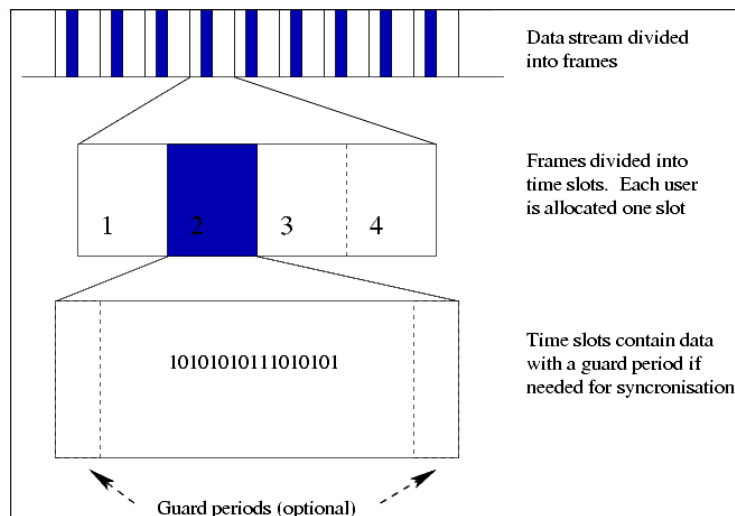 Data stream divided
into frames
Frames divided into
time slots.  Each user
is allocated one slot
1 2 3 4
Time slots contain data
with a guard period if
needed for syncronisation
10101010111010101
Guard periods (optional)